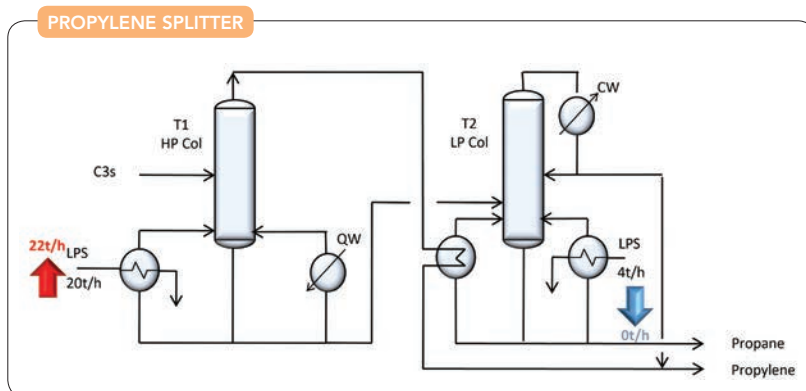 PROPYLENE SPLITTER
T1
HP Col
T2
LP Col
CW
C3s
QW
22t/h
LPS
20t/h
LPS
4t/h
0t/h
Propane
Propylene